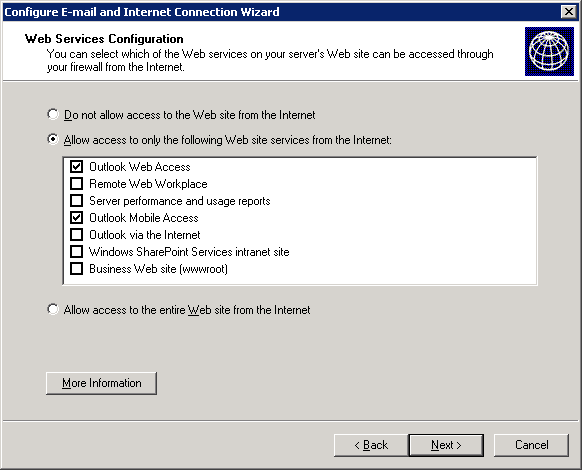 Configure E-mail and Internet Connection Wizard
Web Services Configuration
You can select which of the Web services on your server's Web site can be accessed through
your firewall from the Internet.
Do not allow access to the Web site from the Internet
Allow access to only the following Web site services from the Internet:
Outlook Web Access
Remote Web Workplace
Server performance and usage reports
Outlook Mobile Access
Outlook via the Internet
Windows SharePoint Services intranet site
Business Web site (wwwroot)
Allow access to the entire Web site from the Internet
More Information
< Back
Next >
Cancel